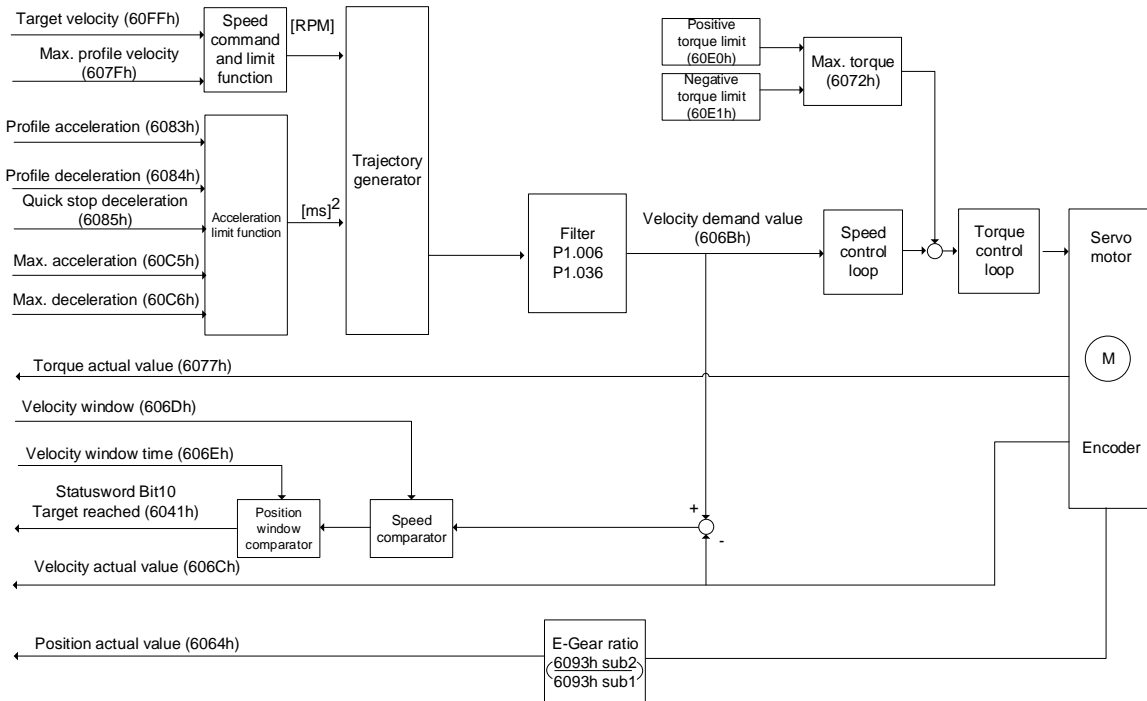 Target velocity (60FFh)
Max. profile velocity
(607Fh)
Speed
command
and limit
function
[RPM]
Profile acceleration (6083h)
Profile deceleration (6084h)
Quick stop deceleration
(6085h)
Max. acceleration (60C5h)
Max. deceleration (60C6h)
Acceleration
limit function
[ms]2
Trajectory
generator
Filter
P1.006
P1.036
Positive
torque limit
(60E0h)
Negative
torque limit
(60E1h)
Max. torque
(6072h)
Velocity demand value
(606Bh)
Speed
control
loop
Torque
control
loop
Servo
motor
M
Encoder
Torque actual value (6077h)
Velocity window (606Dh)
Velocity window time (606Eh)
Statusword Bit10
Target reached (6041h)
Position
window
comparator
Speed
comparator
+
-
Velocity actual value (606Ch)
Position actual value (6064h)
E-Gear ratio
(6093h sub2
6093h sub1)